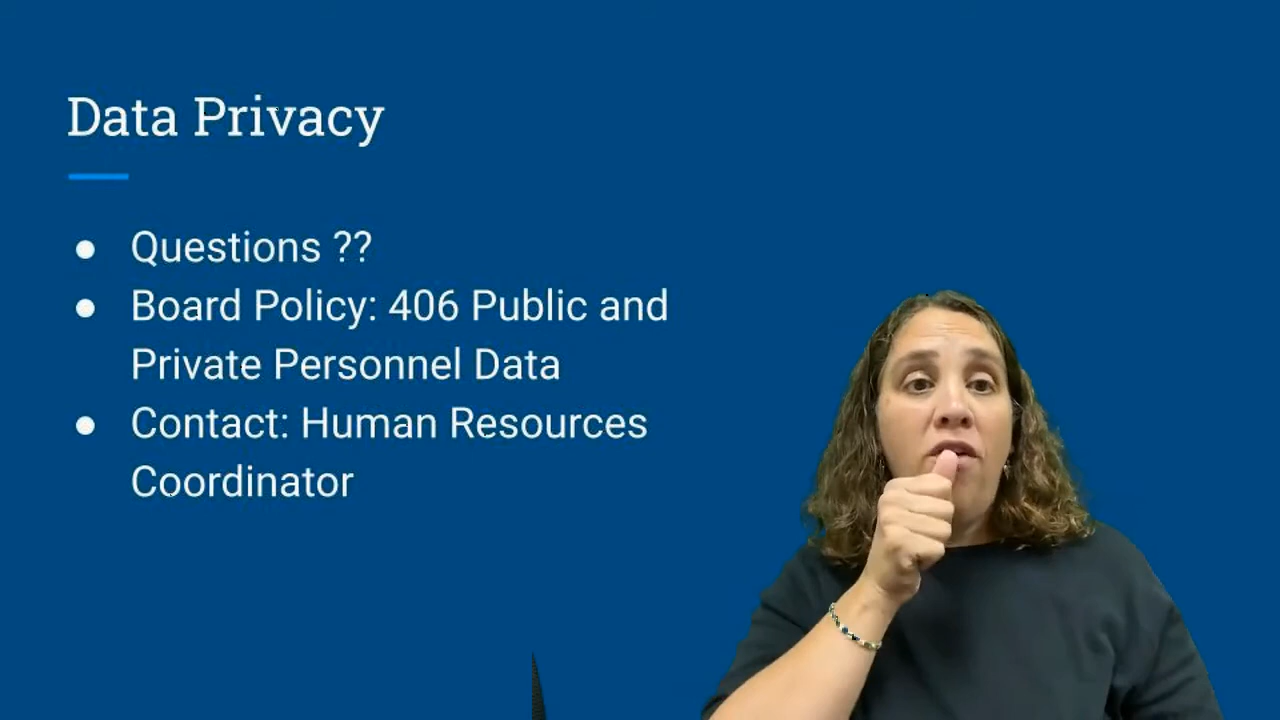 Data Privacy
● Questions ??
● Board Policy: 406 Public and
Private Personnel Data
● Contact: Human Resources
Coordinator